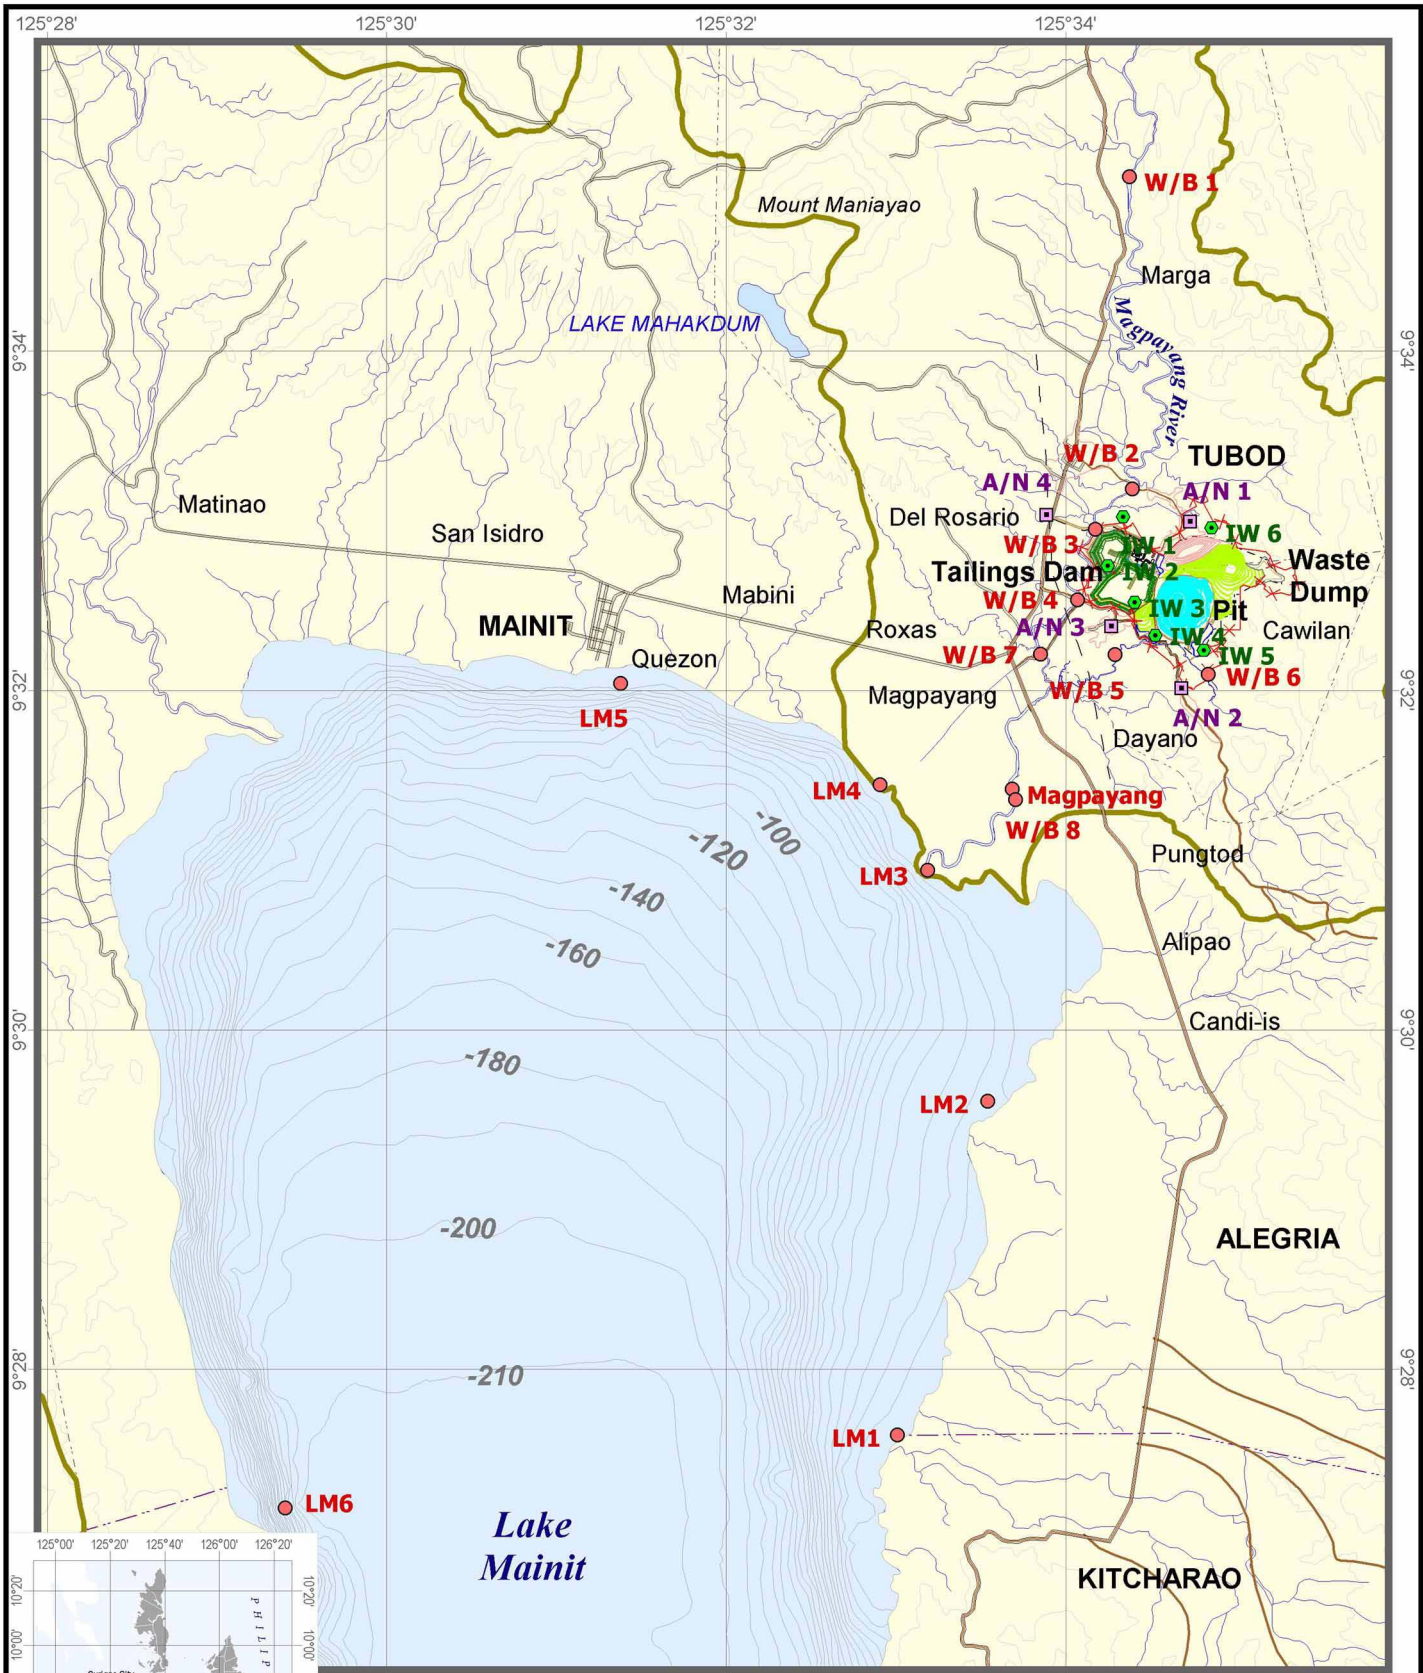 125°28'
125°30'
125°32'
125°34'
W/B 1
Mount Maniayao
Marga
LAKE MAHAKDUM
Magpayang River
9°34'
9°34'
W/B 2
TUBOD
A/N 4
A/N 1
Matinao
Del Rosario
San Isidro
IW 6
W/B 3
IW 1
Waste
Dump
Tailings Dam
IW 2
Mabini
W/B 4
IW 3
Pit
MAINIT
Roxas
A/N 3
IW 4
Cawilan
Quezon
W/B 7
IW 5
W/B 6
9°32'
9°32'
Magpayang
W/B 5
LM5
A/N 2
Dayano
LM4
Magpayang
-100
W/B 8
-120
Pungtod
LM3
-140
Alipao
-160
Candi-is
9°30'
9°30'
-180
LM2
-200
ALEGRIA
9°28'
9°28'
-210
LM1
LM6
Lake
Mainit
KITCHARAO
125°00'
125°20'
125°40'
126°00'
126°20'
10°20'
10°20'
10°00'
10°00'
PHILIP